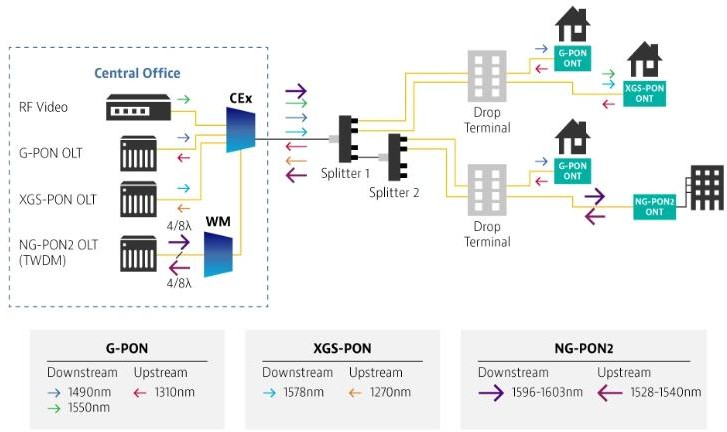 Central Office
RF Video
CEx
G-PON OLT
XGS-PON OLT
4/8λ
WM
NG-PON2 OLT
(TWDM)
4/8λ
Splitter 1
Splitter 2
Drop
Terminal
G-PON
ONT
XGS-PON
ONT
Drop
Terminal
G-PON
ONT
NG-PON2
ONT
G-PON
Downstream Upstream
1490nm 1310nm
1550nm
XGS-PON
Downstream Upstream
1578nm 1270nm
NG-PON2
Downstream Upstream
1596-1603nm 1528-1540nm